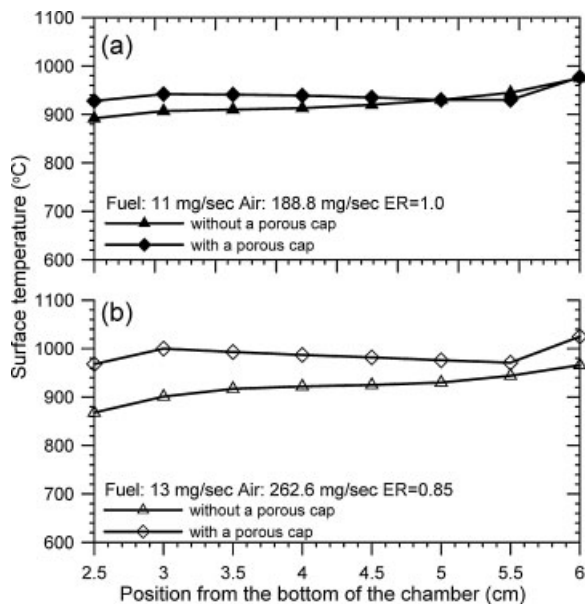 (a)
1100
1000
900
800
700
600
Fuel: 11 mg/sec Air: 188.8 mg/sec ER=1.0
without a porous cap
with a porous cap
Surface temperature (ºC)
(b)
1100
1000
900
800
700
600
Fuel: 13 mg/sec Air: 262.6 mg/sec ER=0.85
without a porous cap
with a porous cap
2.5 3 3.5 4 4.5 5 5.5 6
Position from the bottom of the chamber (cm)